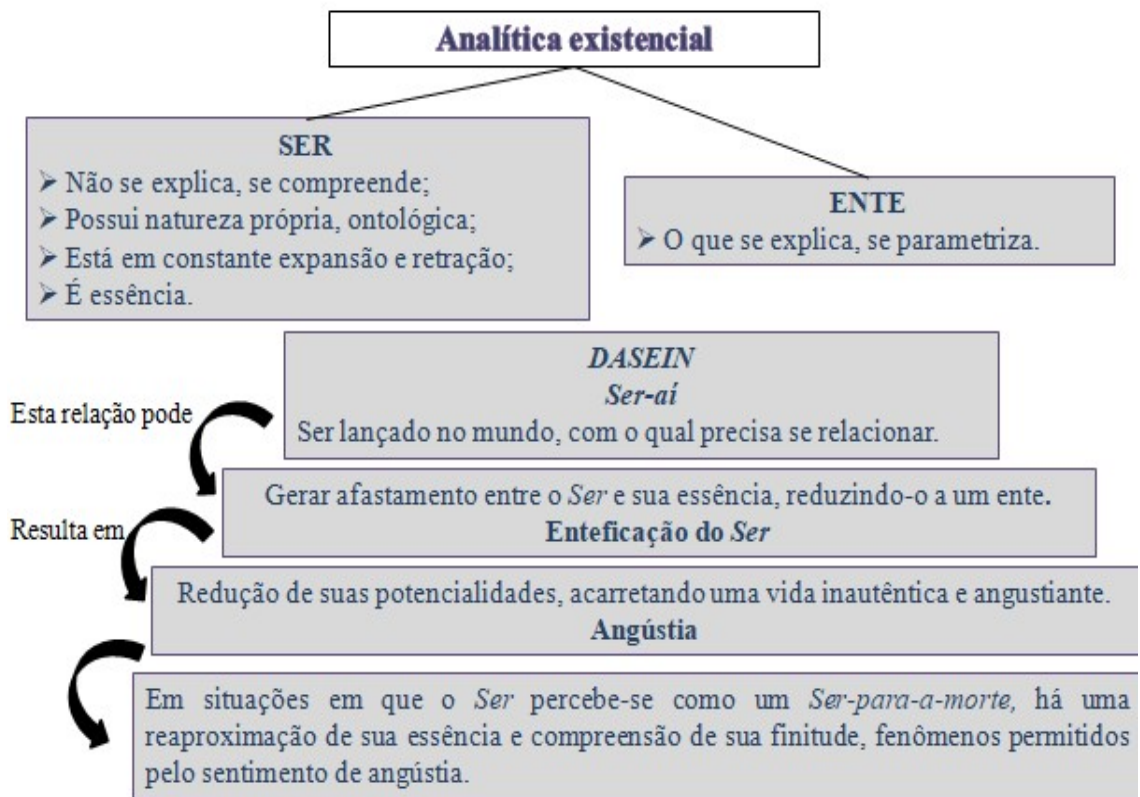 Analítica existencial
SER
➢ Não se explica, se compreende;
➢ Possui natureza própria, ontológica;
➢ Está em constante expansão e retração;
➢ É essência.
ENTE
➢ O que se explica, se parametriza.
DASEIN
Ser-aí
Ser lançado no mundo, com o qual precisa se relacionar.
Esta relação pode
Gerar afastamento entre o Ser e sua essência, reduzindo-o a um ente.
Enteficação do Ser
Resulta em
Redução de suas potencialidades, acarretando uma vida inautêntica e angustiante.
Angústia
Em situações em que o Ser percebe-se como um Ser-para-a-morte, há uma
reaproximação de sua essência e compreensão de sua finitude, fenômenos permitidos
pelo sentimento de angústia.